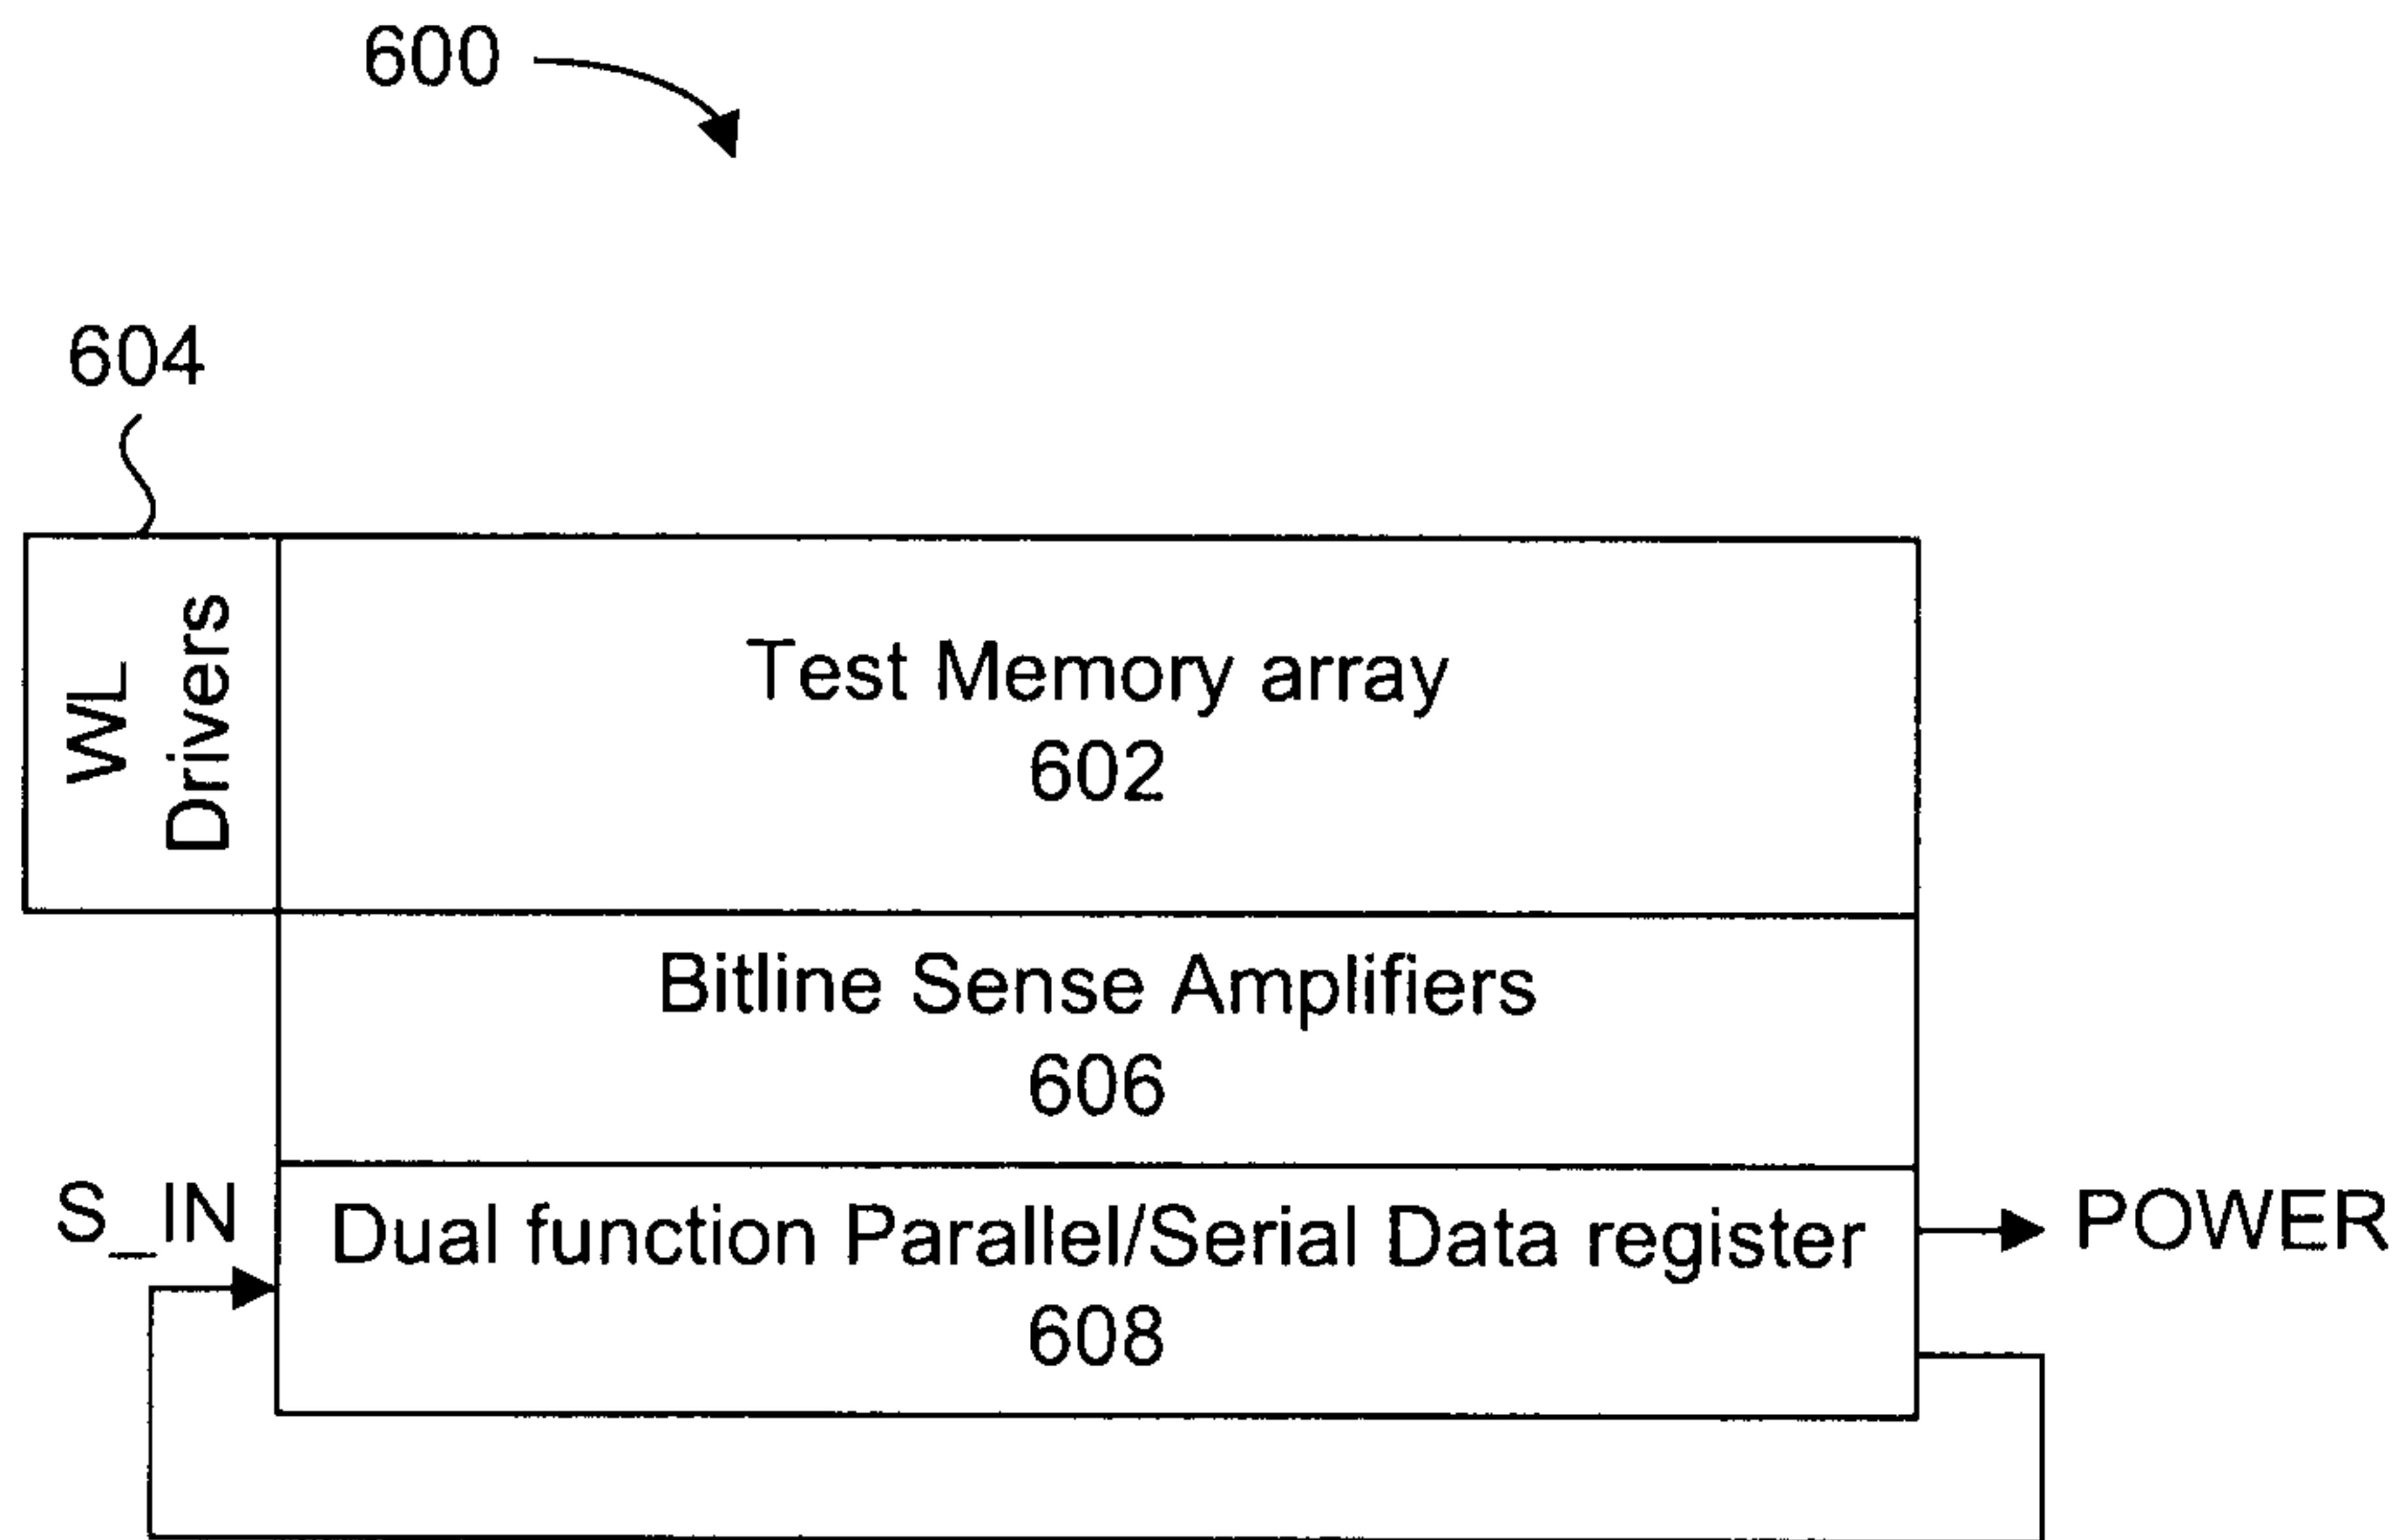 600
604
WL
Drivers
Test Memory array
602
Bitline Sense Amplifiers
606
S_IN
Dual function Parallel/Serial Data register
608
POWER